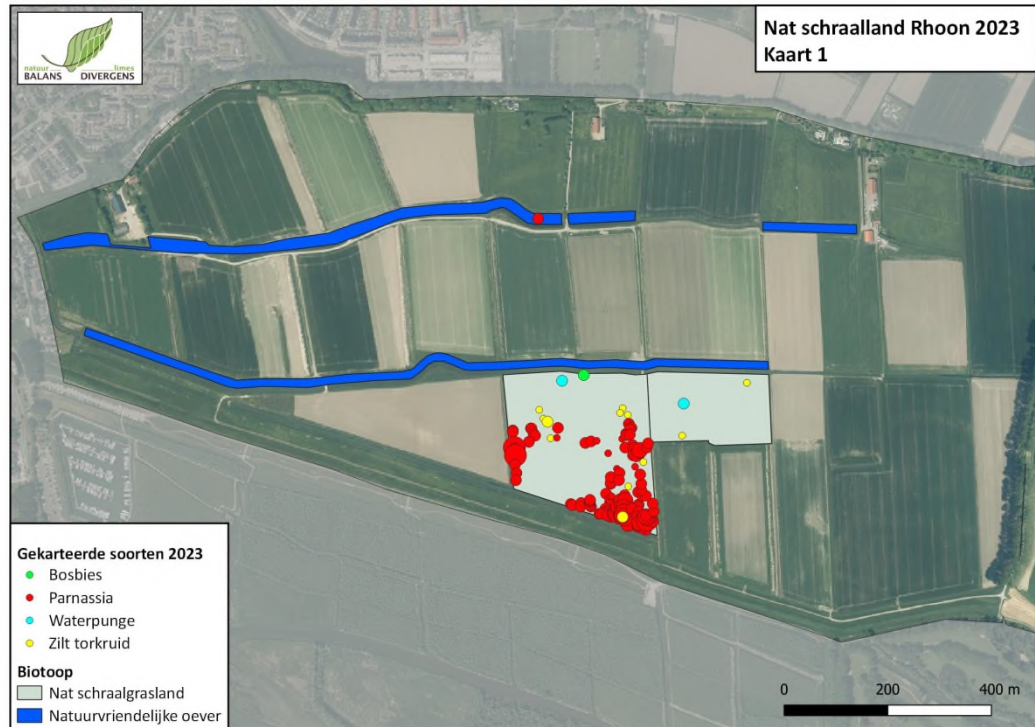 natuur limes
BALANS DIVERGENS
Nat schraalland Rhoon 2023
Kaart 1
Gekarteerde soorten 2023
Bosbies
Parnassia
Waterpunge
Zilt torkruid
Biotoop
Nat schraalgrasland
Natuurvriendelijke oever
0 200 400 m